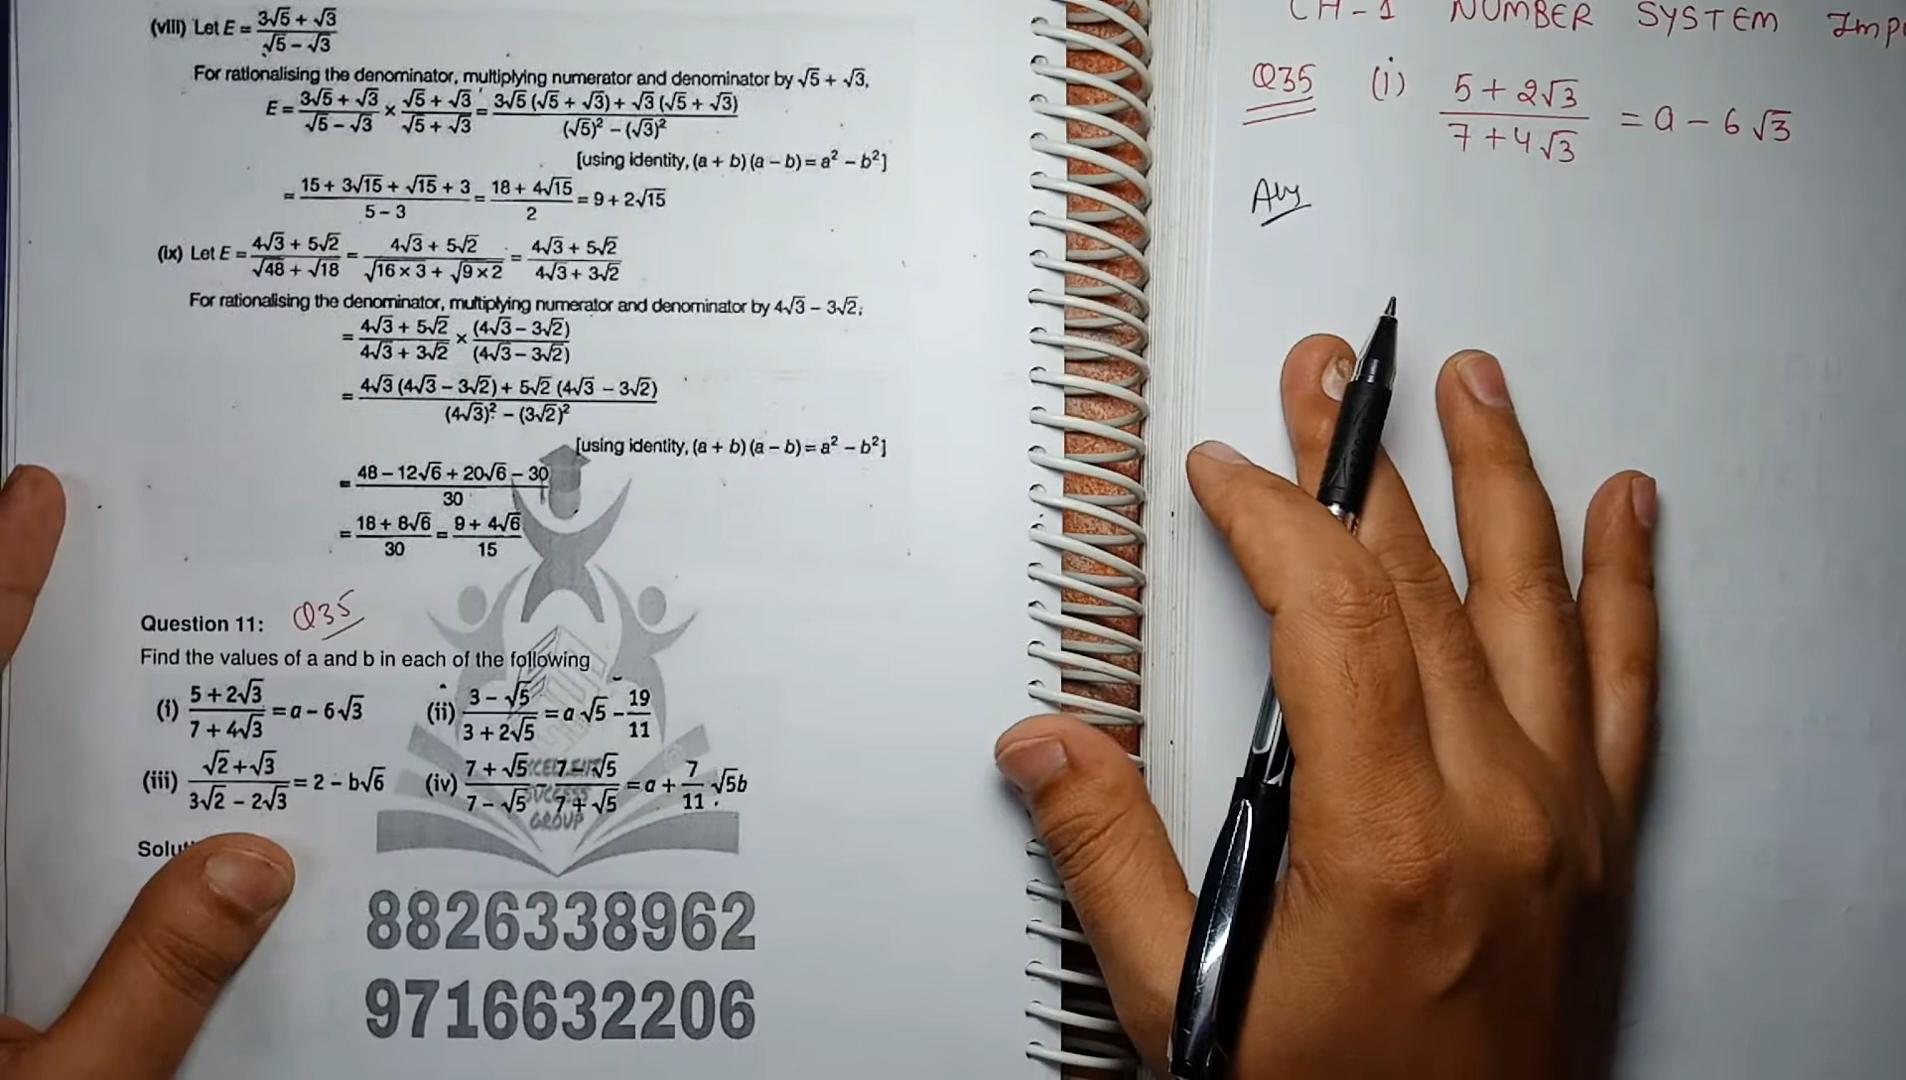 (viii) Let E = (3√5 + √3)/(√5 − √3)
For rationalising the denominator, multiplying numerator and denominator by √5 + √3,
E = (3√5 + √3)/(√5 − √3) × (√5 + √3)/(√5 + √3) = (3√5 (√5 + √3) + √3 (√5 + √3))/((√5)² − (√3)²)
[using identity, (a + b) (a − b) = a² − b²]
= (15 + 3√15 + √15 + 3)/(5 − 3) = (18 + 4√15)/2 = 9 + 2√15
(ix) Let E = (4√3 + 5√2)/(√48 + √18) = (4√3 + 5√2)/(√16 × 3 + √9 × 2) = (4√3 + 5√2)/(4√3 + 3√2)
For rationalising the denominator, multiplying numerator and denominator by 4√3 − 3√2,
= (4√3 + 5√2)/(4√3 + 3√2) × (4√3 − 3√2)/(4√3 − 3√2)
= (4√3 (4√3 − 3√2) + 5√2 (4√3 − 3√2))/((4√3)² − (3√2)²)
[using identity, (a + b) (a − b) = a² − b²]
= (48 − 12√6 + 20√6 − 30)/30
= (18 + 8√6)/30 = (9 + 4√6)/15
Question 11: Q35
Find the values of a and b in each of the following
(i) (5 + 2√3)/(7 + 4√3) = a − 6√3 (ii) (3 − √5)/(3 + 2√5) = a√5 − 19/11
(iii) (√2 + √3)/(3√2 − 2√3) = 2 − b√6 (iv) (7 + √5)/(7 − √5) − (7 − √5)/(7 + √5) = a + 7/11 √5b
EXCELLENT
SUCCESS
GROUP
8826338962
9716632206
CH-1 NUMBER SYSTEM
Q35 (i) (5 + 2√3)/(7 + 4√3) = a − 6√3